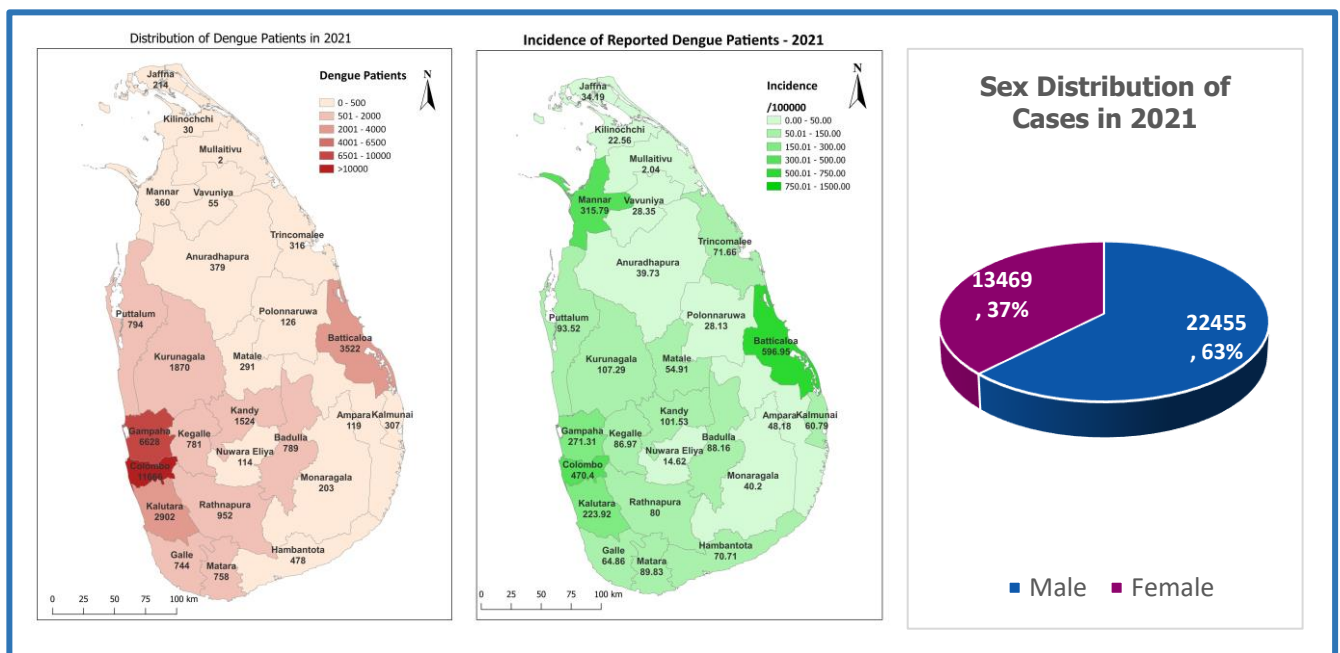 Distribution of Dengue Patients in 2021
Dengue Patients
0 - 500
501 - 2000
2001 - 4000
4001 - 6500
6501 - 10000
>10000
N
Jaffna
214
Kilinochchi
30
Mullaitivu
2
Mannar
360
Vavuniya
55
Trincomalee
316
Anuradhapura
379
Polonnaruwa
126
Puttalum
794
Batticaloa
3522
Kurunagala
1870
Matale
291
Kandy
1524
Ampara
119
Kalmunai
307
Gampaha
6628
Kegalle
781
Badulla
789
Nuwara Eliya
114
Colombo
11666
Monaragala
203
Kalutara
2902
Rathnapura
952
Galle
744
Matara
758
Hambantota
478
0 25 50 100 km
Incidence of Reported Dengue Patients - 2021
Incidence
/100000
0.00 - 50.00
50.01 - 150.00
150.01 - 300.00
300.01 - 500.00
500.01 - 750.00
750.01 - 1500.00
N
Jaffna
34.19
Kilinochchi
22.56
Mullaitivu
2.04
Mannar
315.79
Vavuniya
28.35
Trincomalee
71.66
Anuradhapura
39.73
Polonnaruwa
28.13
Puttalum
93.52
Batticaloa
596.95
Kurunagala
107.29
Matale
54.91
Kandy
101.53
Ampara
48.18
Kalmunai
60.79
Gampaha
271.31
Kegalle
86.97
Badulla
88.16
Nuwara Eliya
14.62
Colombo
470.4
Monaragala
40.2
Kalutara
223.92
Rathnapura
80
Galle
64.86
Matara
89.83
Hambantota
70.71
0 25 50 100 km
Sex Distribution of
Cases in 2021
13469
, 37%
22455
, 63%
Male Female